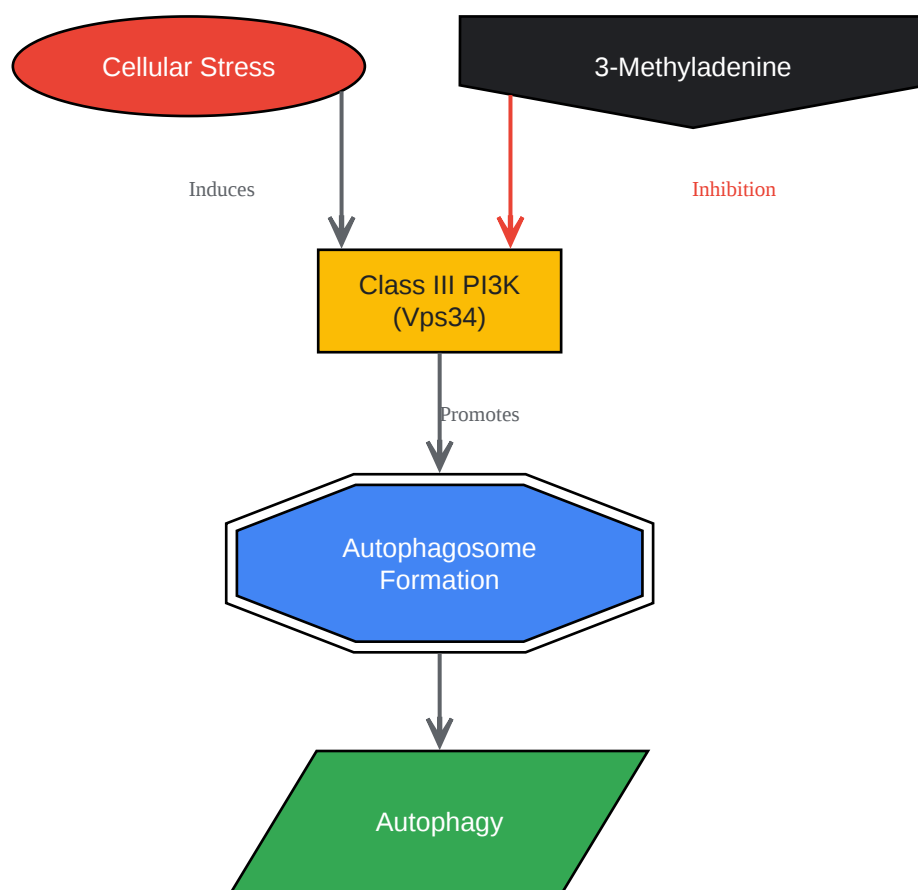 Cellular Stress
3-Methyladenine
Induces
Inhibition
Class III PI3K
(Vps34)
Promotes
Autophagosome
Formation
Autophagy